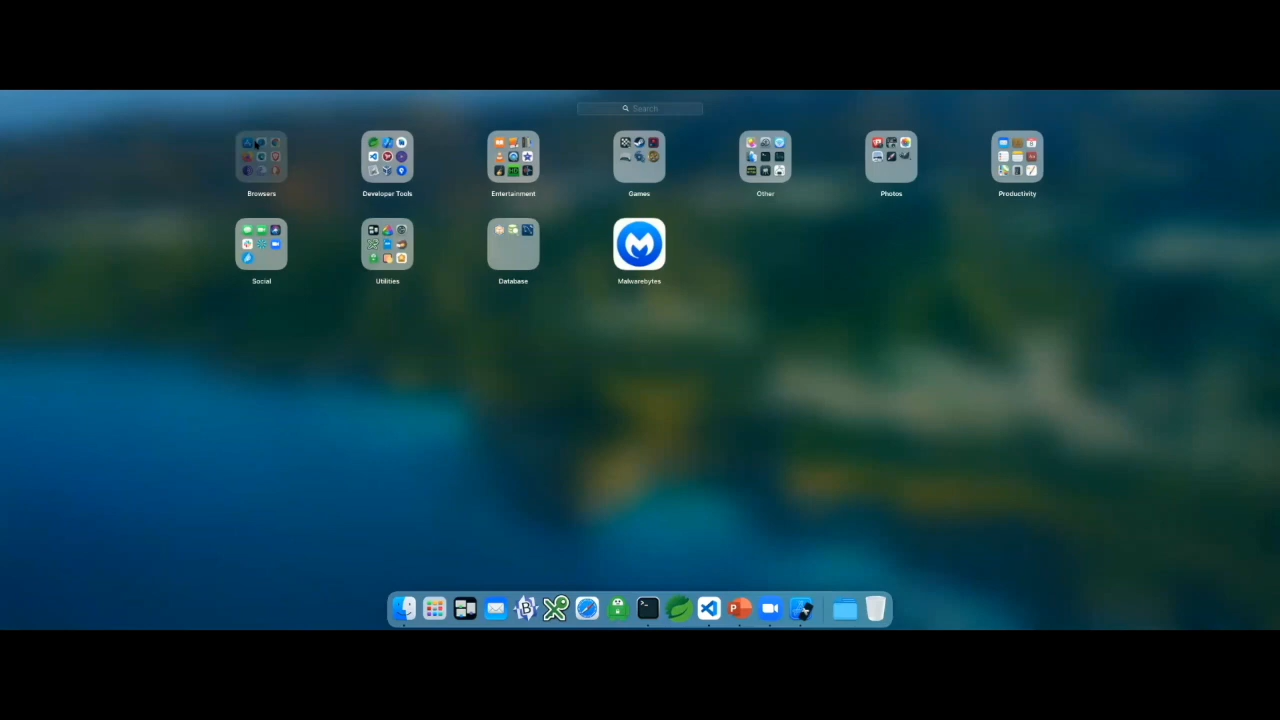 Search
Browsers
Developer Tools
Entertainment
Games
Other
Photos
Productivity
Social
Utilities
Database
Malwarebytes